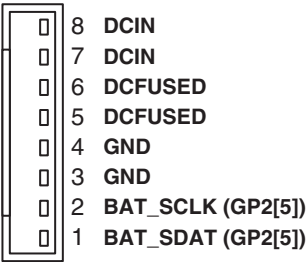 8 DCIN
7 DCIN
6 DCFUSED
5 DCFUSED
4 GND
3 GND
2 BAT_SCLK (GP2[5])
1 BAT_SDAT (GP2[5])